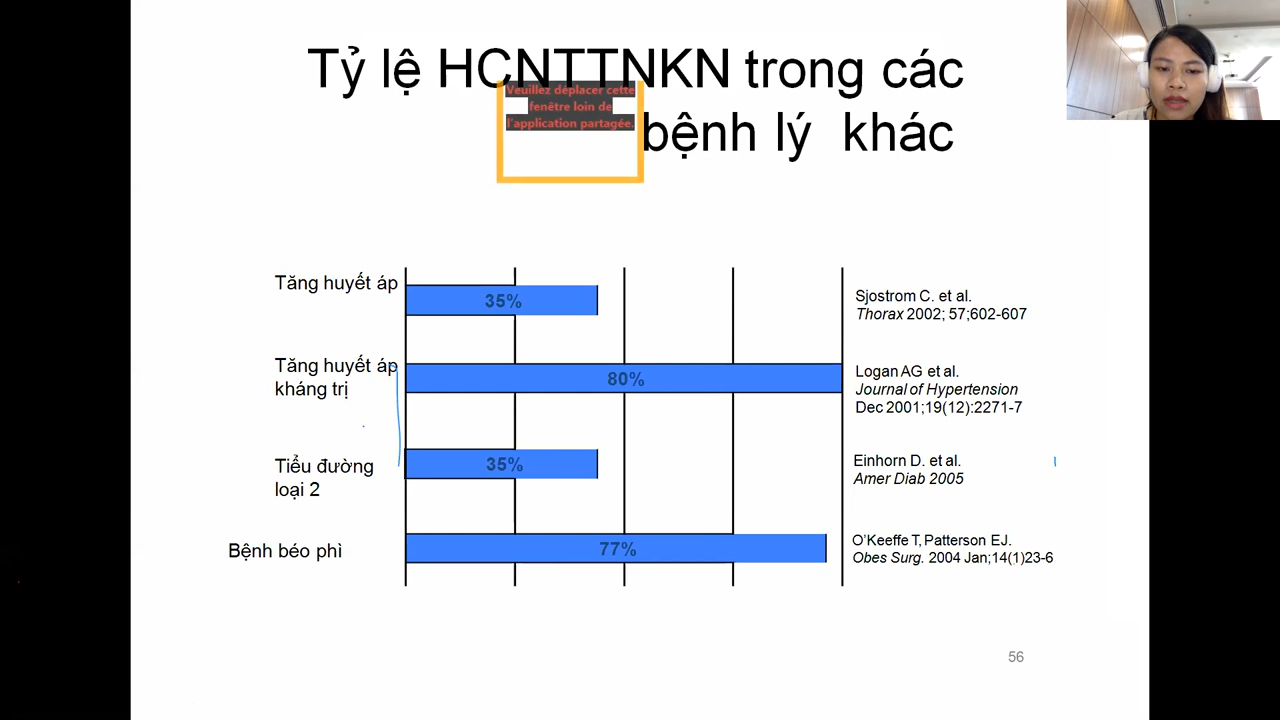 Tỷ lệ HCNTTNKN trong các
bệnh lý khác
Veuillez déplacer cette
fenêtre loin de
l'application partagée.
Tăng huyết áp
35%
Sjostrom C. et al.
Thorax 2002; 57;602-607
Tăng huyết áp
kháng trị
80%
Logan AG et al.
Journal of Hypertension
Dec 2001;19(12):2271-7
Tiểu đường
loại 2
35%
Einhorn D. et al.
Amer Diab 2005
Bệnh béo phì
77%
O'Keeffe T, Patterson EJ.
Obes Surg. 2004 Jan;14(1)23-6
56